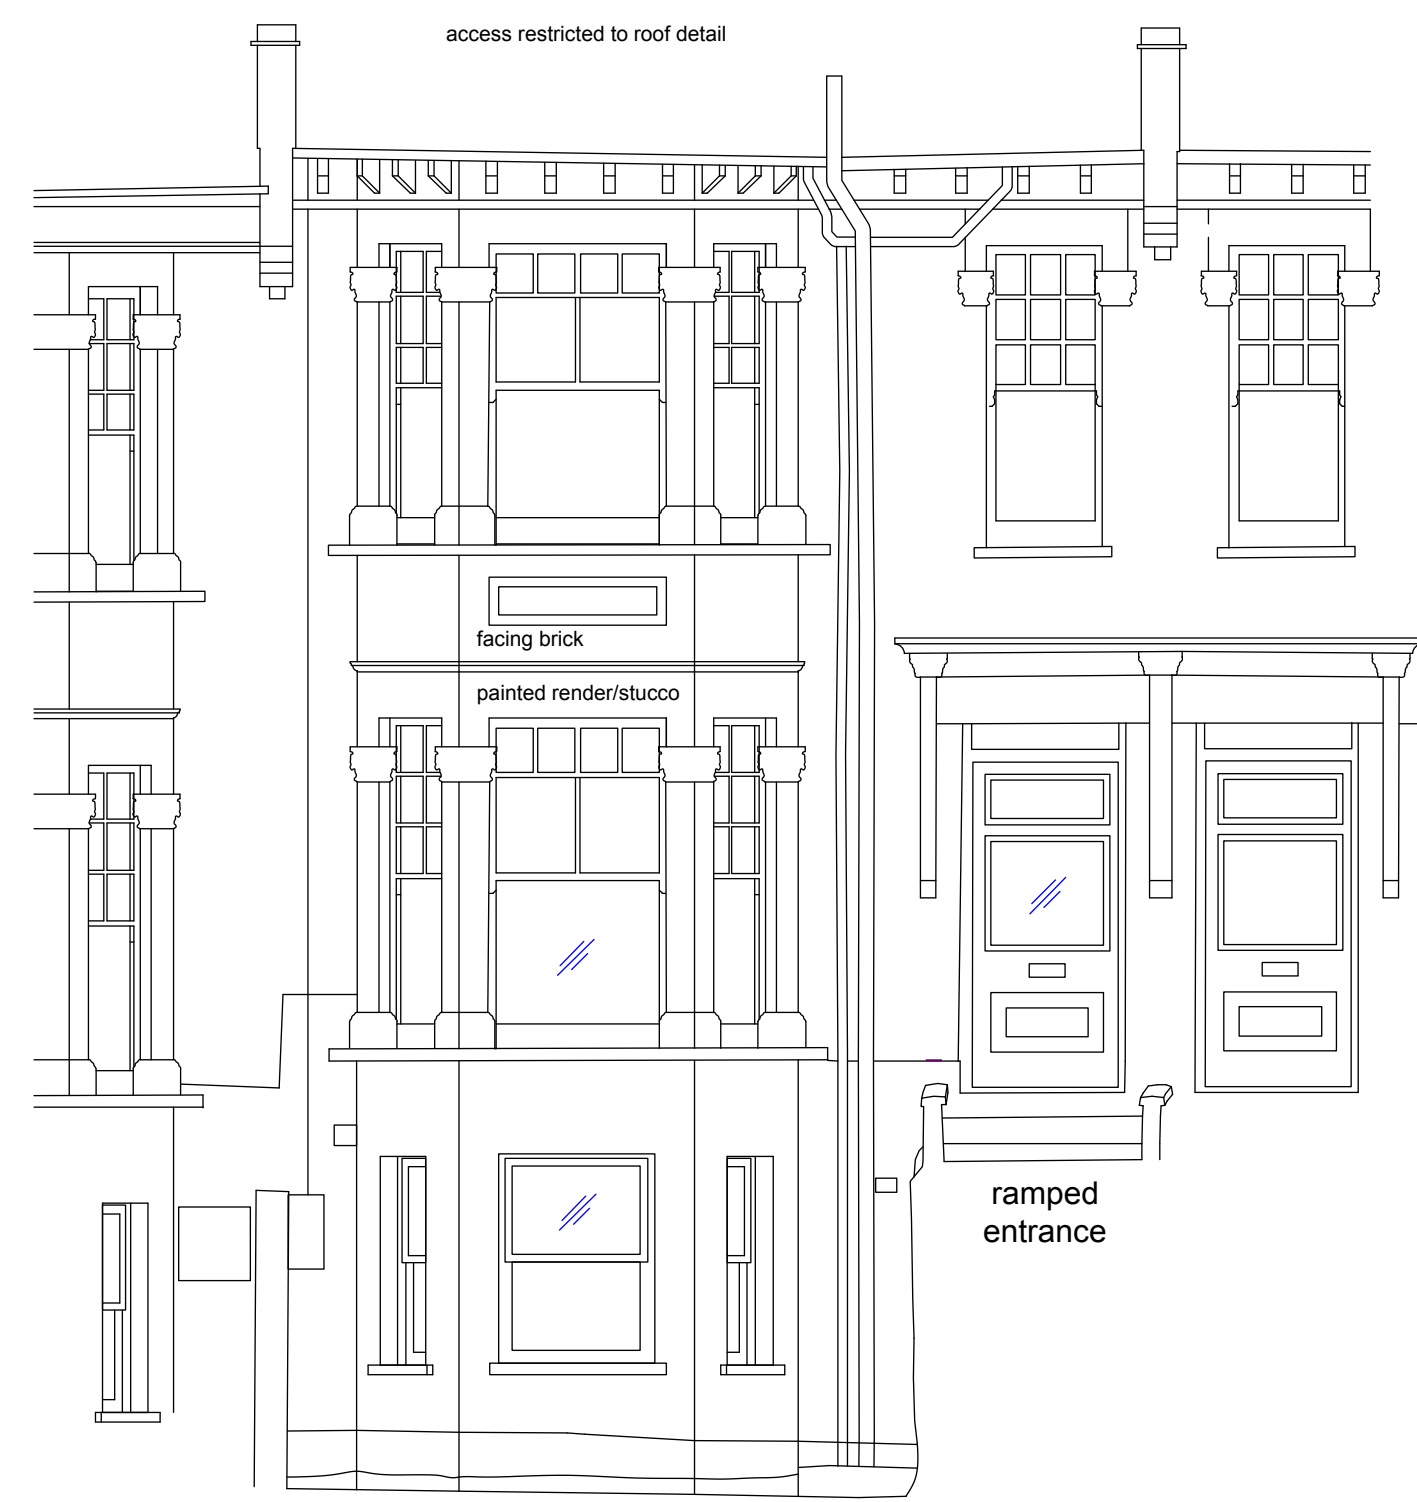 access restricted to roof detail
facing brick
painted render/stucco
ramped
entrance